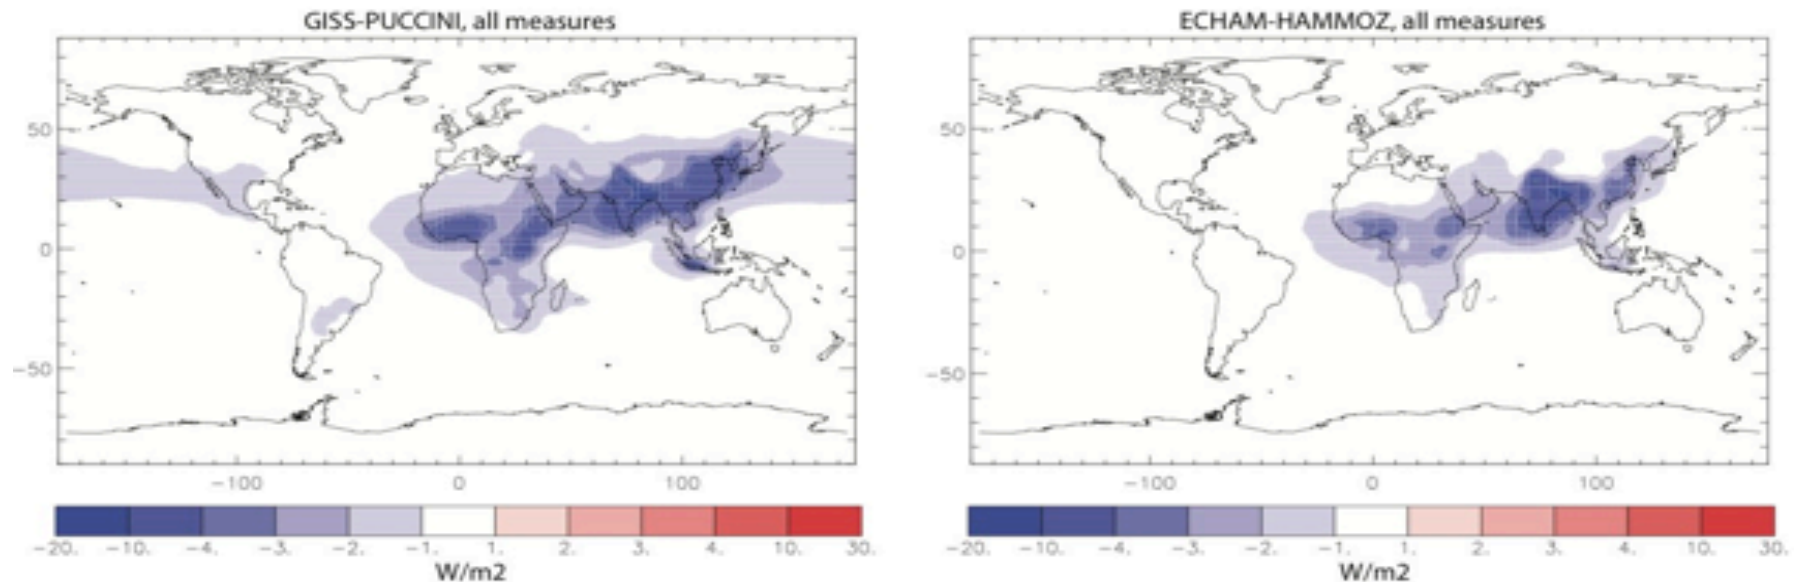 GISS-PUCCINI, all measures
50
0
−50
−100 0 100
−20. −10. −4. −3. −2. −1. 1. 2. 3. 4. 10. 30.
W/m2
ECHAM-HAMMOZ, all measures
50
0
−50
−100 0 100
−20. −10. −4. −3. −2. −1. 1. 2. 3. 4. 10. 30.
W/m2